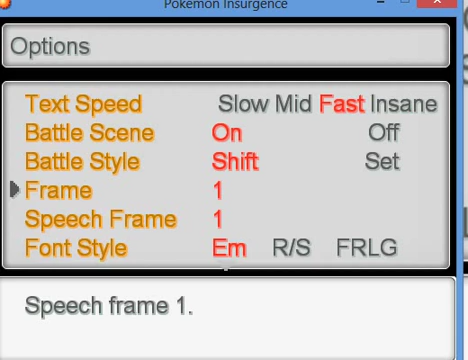 Pokemon Insurgence
Options
Text Speed Slow Mid Fast Insane
Battle Scene On Off
Battle Style Shift Set
Frame 1
Speech Frame 1
Font Style Em R/S FRLG
Speech frame 1.